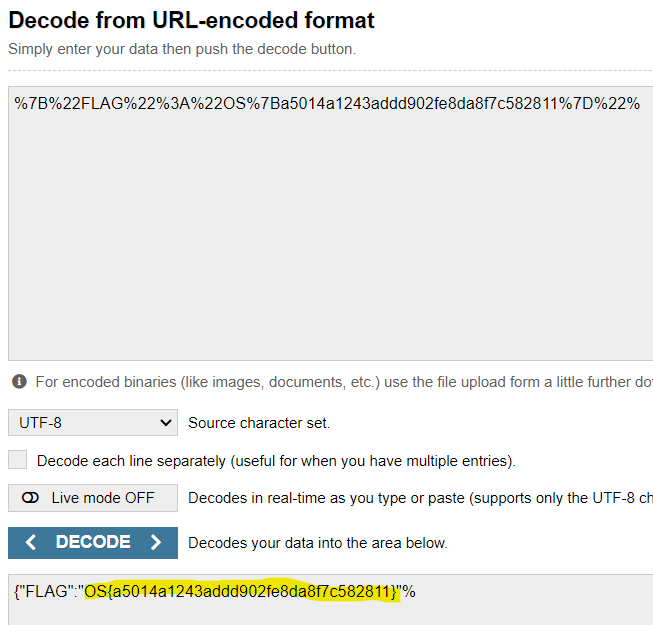 Decode from URL-encoded format
Simply enter your data then push the decode button.
%7B%22FLAG%22%3A%22OS%7Ba5014a1243addd902fe8da8f7c582811%7D%22%
For encoded binaries (like images, documents, etc.) use the file upload form a little further do
UTF-8 Source character set.
Decode each line separately (useful for when you have multiple entries).
Live mode OFF Decodes in real-time as you type or paste (supports only the UTF-8 ch
DECODE Decodes your data into the area below.
{"FLAG":"OS{a5014a1243addd902fe8da8f7c582811}"%